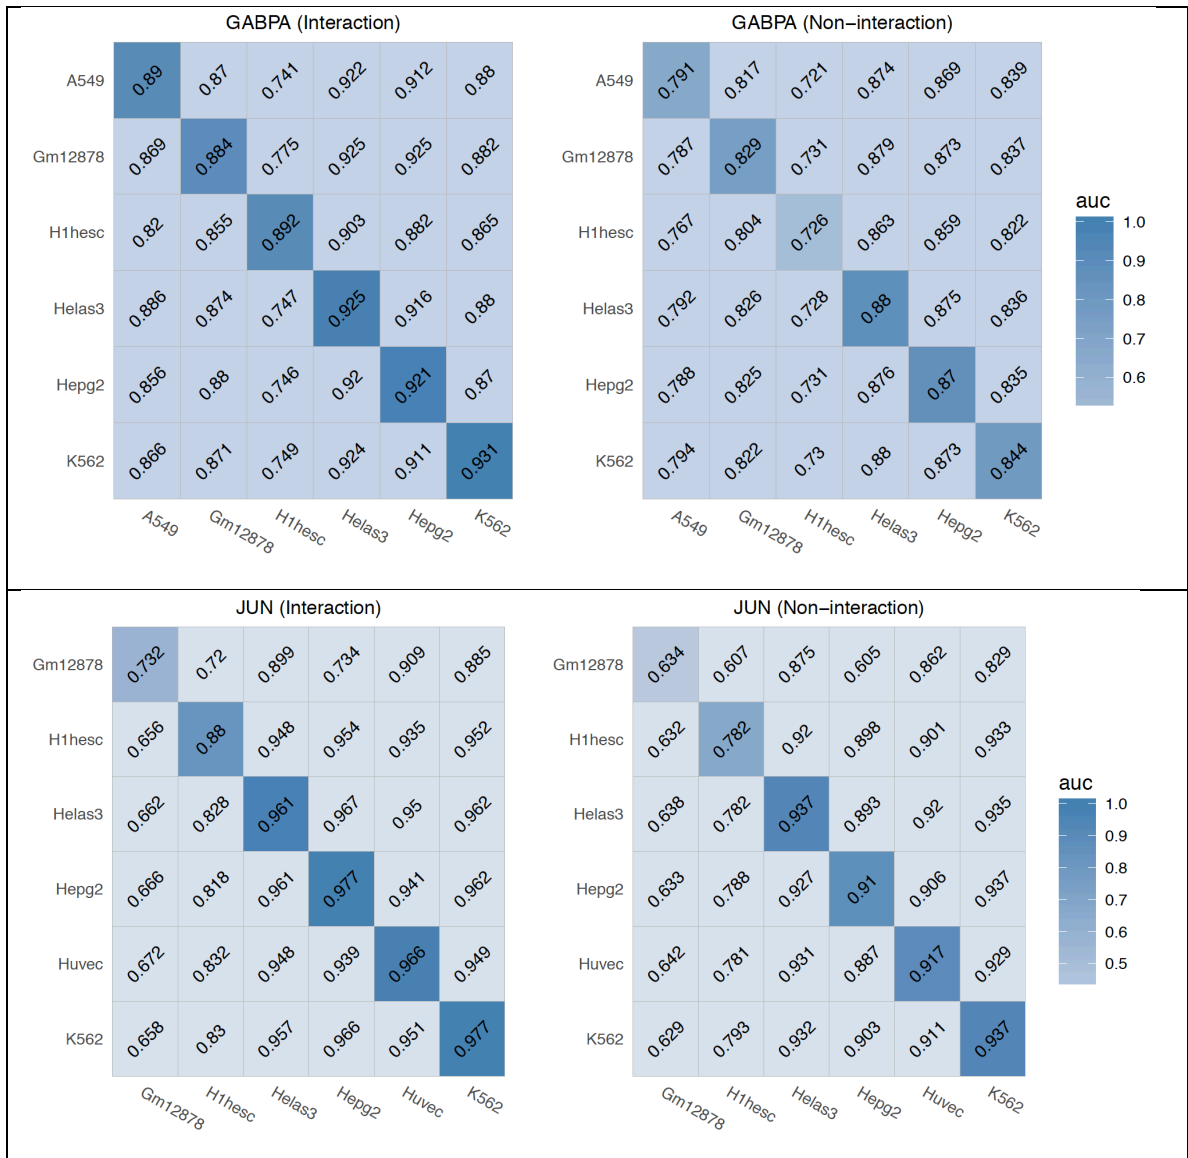 GABPA (Interaction)
A549 0.89 0.87 0.741 0.922 0.912 0.88
Gm12878 0.869 0.884 0.775 0.925 0.925 0.882
H1hesc 0.82 0.855 0.892 0.903 0.882 0.865
Helas3 0.886 0.874 0.747 0.925 0.916 0.88
Hepg2 0.856 0.88 0.746 0.92 0.921 0.87
K562 0.866 0.871 0.749 0.924 0.911 0.931
A549 Gm12878 H1hesc Helas3 Hepg2 K562
GABPA (Non−interaction)
A549 0.791 0.817 0.721 0.874 0.869 0.839
Gm12878 0.787 0.829 0.731 0.879 0.873 0.837
H1hesc 0.767 0.804 0.726 0.863 0.859 0.822
Helas3 0.792 0.826 0.728 0.88 0.875 0.836
Hepg2 0.788 0.825 0.731 0.876 0.87 0.835
K562 0.794 0.822 0.73 0.88 0.873 0.844
A549 Gm12878 H1hesc Helas3 Hepg2 K562
auc
1.0
0.9
0.8
0.7
0.6
JUN (Interaction)
Gm12878 0.732 0.72 0.899 0.734 0.909 0.885
H1hesc 0.656 0.88 0.948 0.954 0.935 0.952
Helas3 0.662 0.828 0.961 0.967 0.95 0.962
Hepg2 0.666 0.818 0.961 0.977 0.941 0.962
Huvec 0.672 0.832 0.948 0.939 0.966 0.949
K562 0.658 0.83 0.957 0.966 0.951 0.977
Gm12878 H1hesc Helas3 Hepg2 Huvec K562
JUN (Non−interaction)
Gm12878 0.634 0.607 0.875 0.605 0.862 0.829
H1hesc 0.632 0.782 0.92 0.898 0.901 0.933
Helas3 0.638 0.782 0.937 0.893 0.92 0.935
Hepg2 0.633 0.788 0.927 0.91 0.906 0.937
Huvec 0.642 0.781 0.931 0.887 0.917 0.929
K562 0.629 0.793 0.932 0.903 0.911 0.937
Gm12878 H1hesc Helas3 Hepg2 Huvec K562
auc
1.0
0.9
0.8
0.7
0.6
0.5